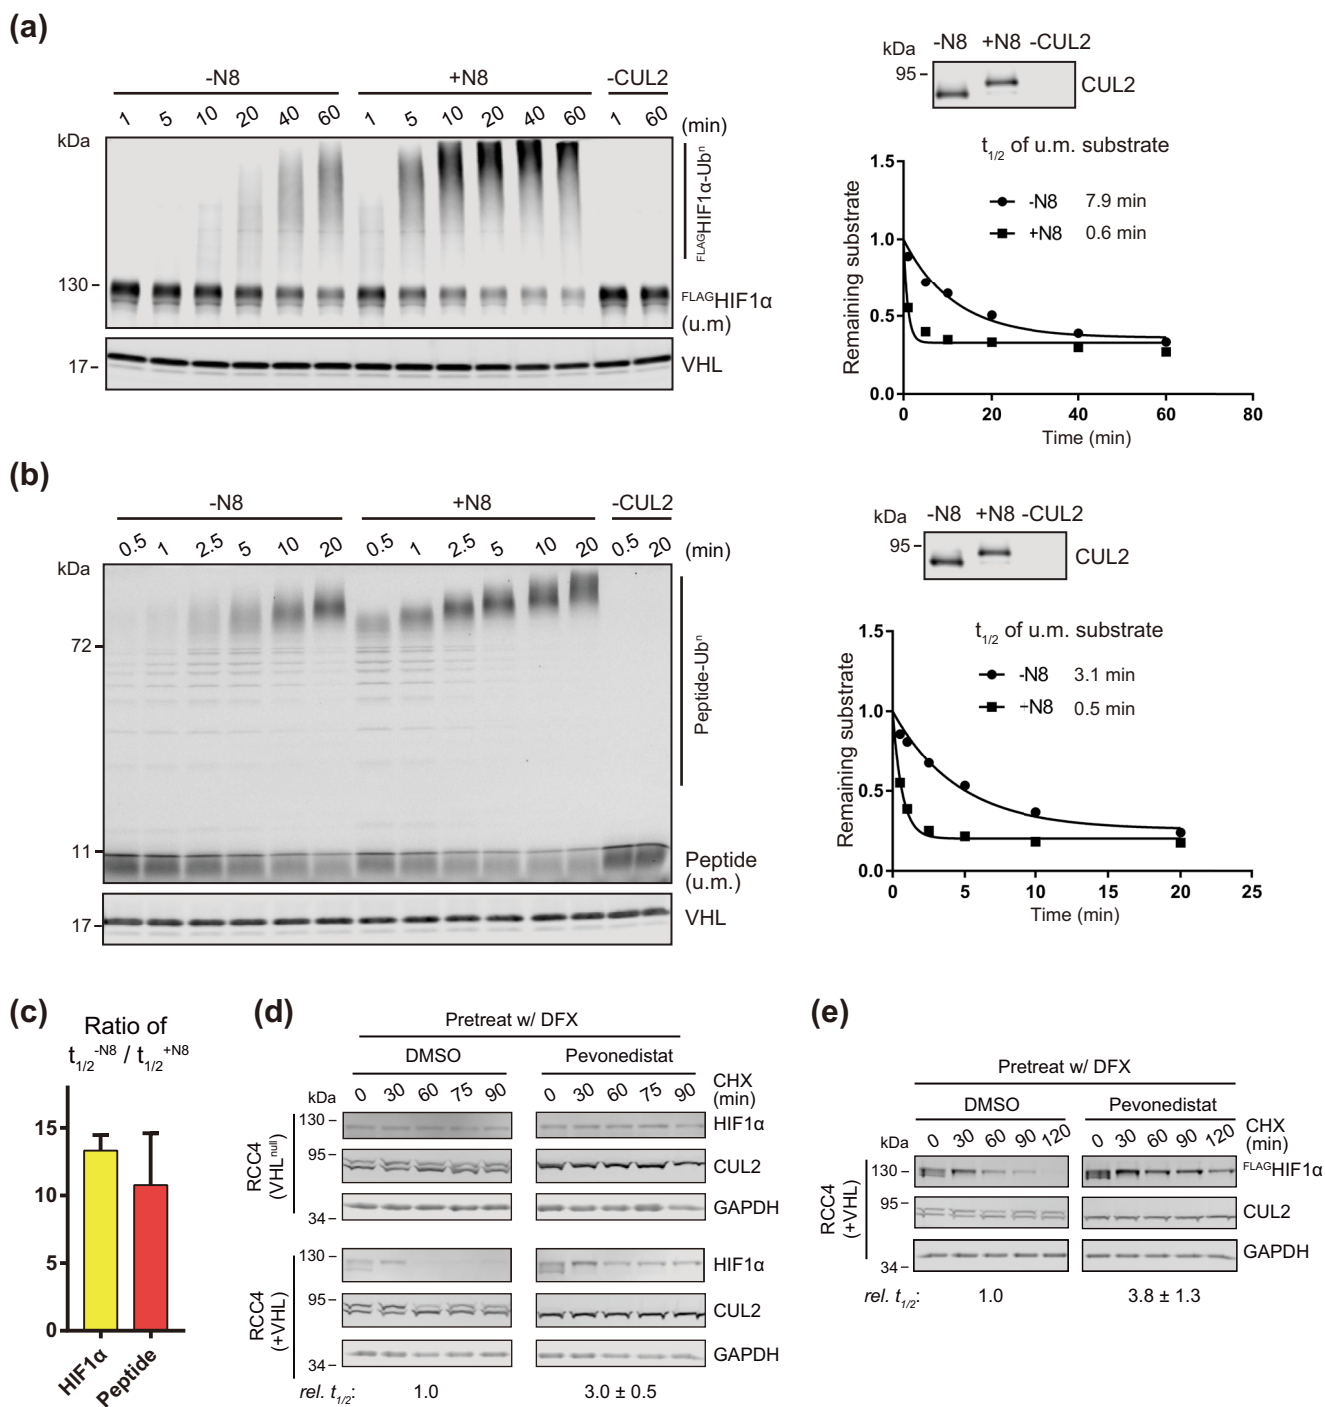 (a)
-N8 +N8 -CUL2
1 5 10 20 40 60 1 5 10 20 40 60 1 60 (min)
kDa
130
17
FLAGHIF1α-Ubⁿ
FLAGHIF1α
(u.m)
VHL
kDa -N8 +N8 -CUL2
95
CUL2
t1/2 of u.m. substrate
-N8 7.9 min
+N8 0.6 min
Remaining substrate
1.5
1.0
0.5
0.0
0 20 40 60 80
Time (min)
(b)
-N8 +N8 -CUL2
0.5 1 2.5 5 10 20 0.5 1 2.5 5 10 20 0.5 20 (min)
kDa
72
11
17
Peptide-Ubⁿ
Peptide
(u.m.)
VHL
kDa -N8 +N8 -CUL2
95
CUL2
t1/2 of u.m. substrate
-N8 3.1 min
+N8 0.5 min
Remaining substrate
1.5
1.0
0.5
0.0
0 5 10 15 20 25
Time (min)
(c)
Ratio of
t1/2-N8 / t1/2+N8
15
10
5
0
HIF1α
Peptide
(d)
Pretreat w/ DFX
DMSO Pevonedistat
kDa 0 30 60 75 90 0 30 60 75 90 CHX
(min)
RCC4
(VHLnull)
130 HIF1α
95 CUL2
34 GAPDH
RCC4
(+VHL)
130 HIF1α
95 CUL2
34 GAPDH
rel. t1/2: 1.0 3.0 ± 0.5
(e)
Pretreat w/ DFX
DMSO Pevonedistat
kDa 0 30 60 90 120 0 30 60 90 120 CHX
(min)
RCC4
(+VHL)
130 FLAGHIF1α
95 CUL2
34 GAPDH
rel. t1/2: 1.0 3.8 ± 1.3